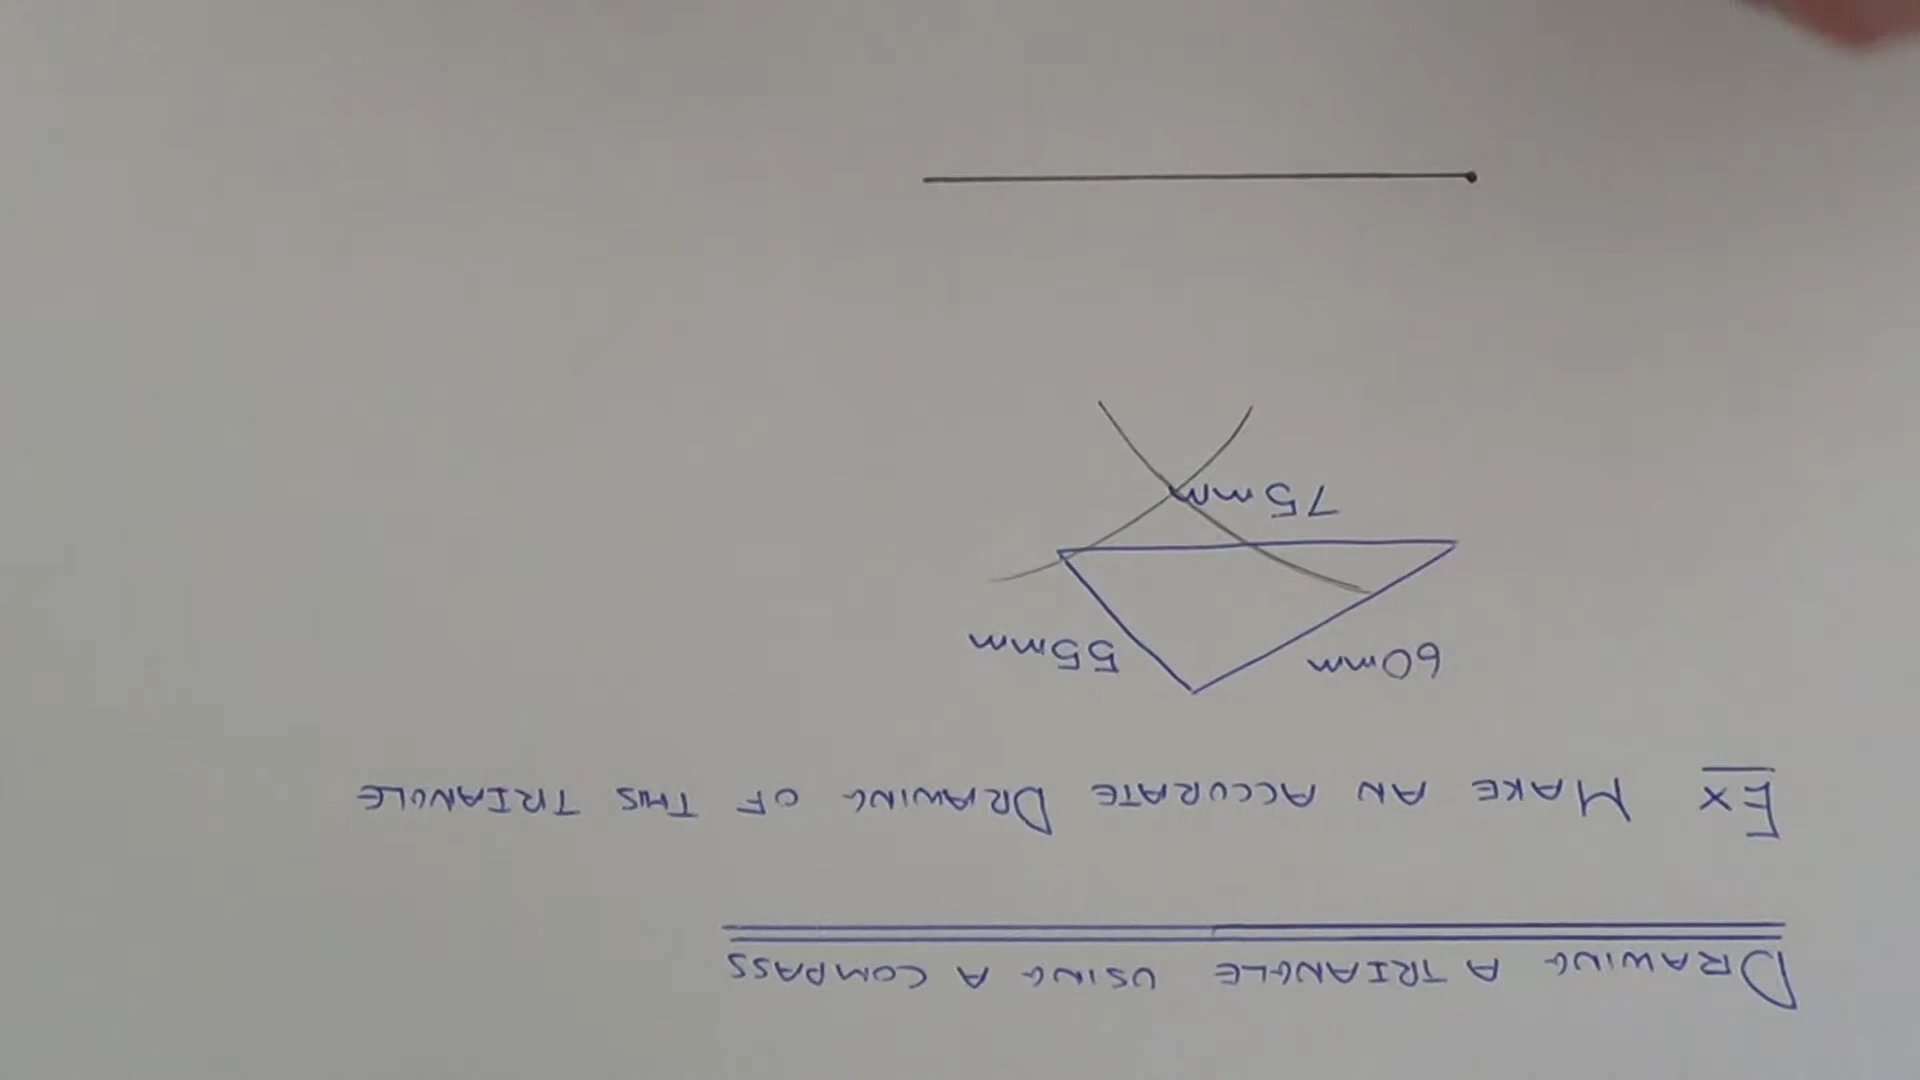 DRAWING A TRIANGLE USING A COMPASS
EX MAKE AN ACCURATE DRAWING OF THIS TRIANGLE
60mm
55mm
75mm